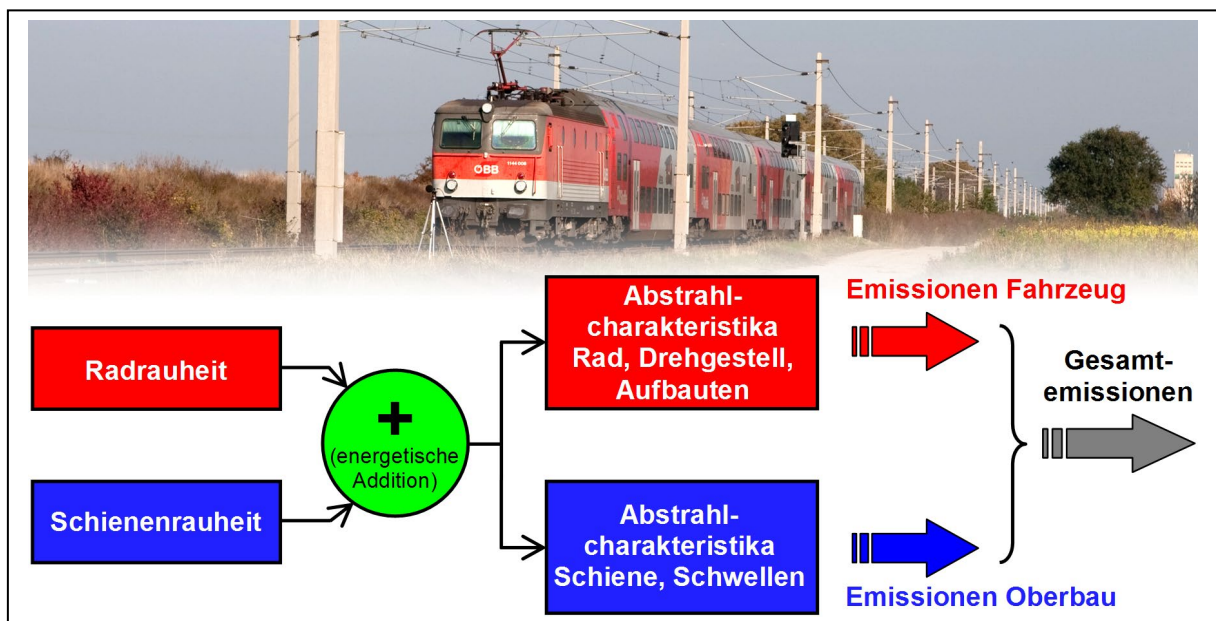 ÖBB
Radrauheit
Schienenrauheit
+
(energetische
Addition)
Abstrahl-
charakteristika
Rad, Drehgestell,
Aufbauten
Abstrahl-
charakteristika
Schiene, Schwellen
Emissionen Fahrzeug
Emissionen Oberbau
Gesamt-
emissionen